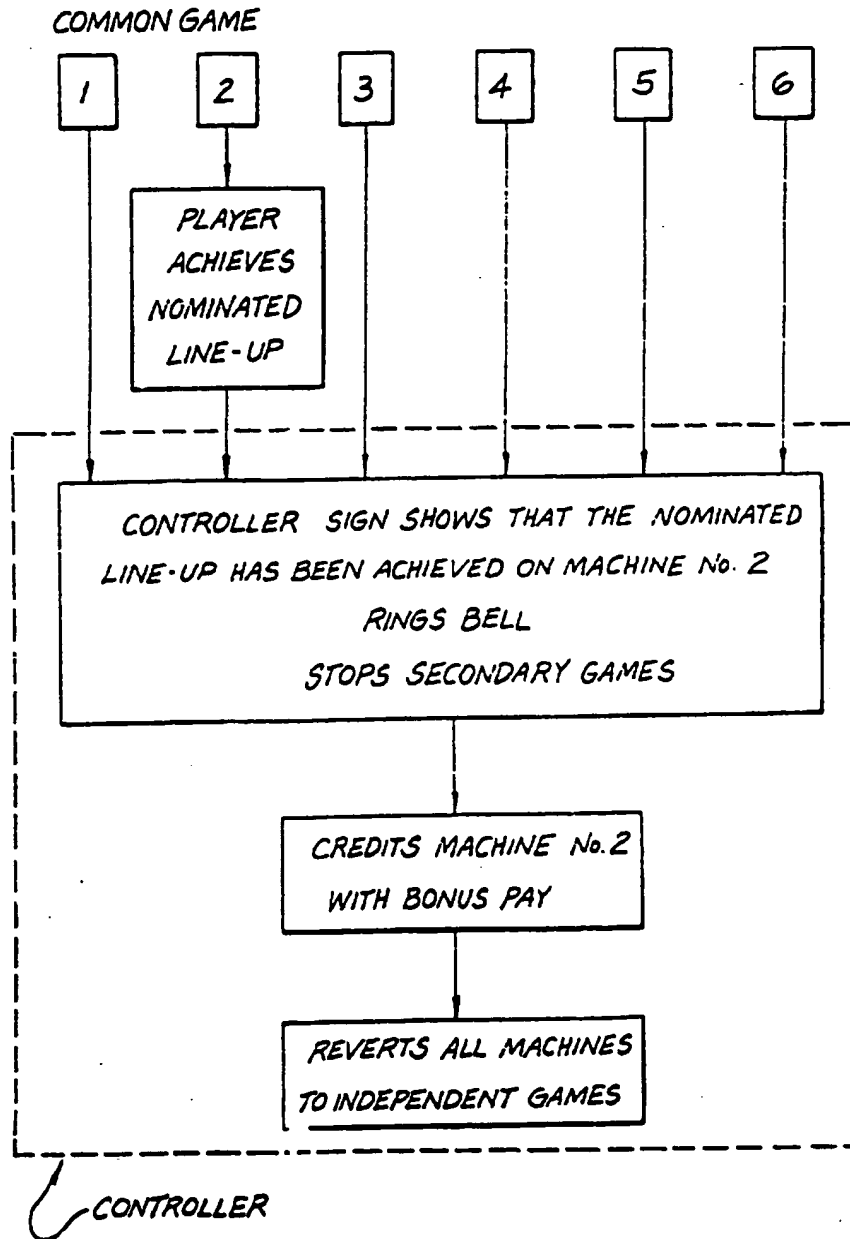 COMMON GAME
1 2 3 4 5 6
PLAYER
ACHIEVES
NOMINATED
LINE-UP
CONTROLLER SIGN SHOWS THAT THE NOMINATED
LINE-UP HAS BEEN ACHIEVED ON MACHINE No. 2
RINGS BELL
STOPS SECONDARY GAMES
CREDITS MACHINE No. 2
WITH BONUS PAY
REVERTS ALL MACHINES
TO INDEPENDENT GAMES
CONTROLLER